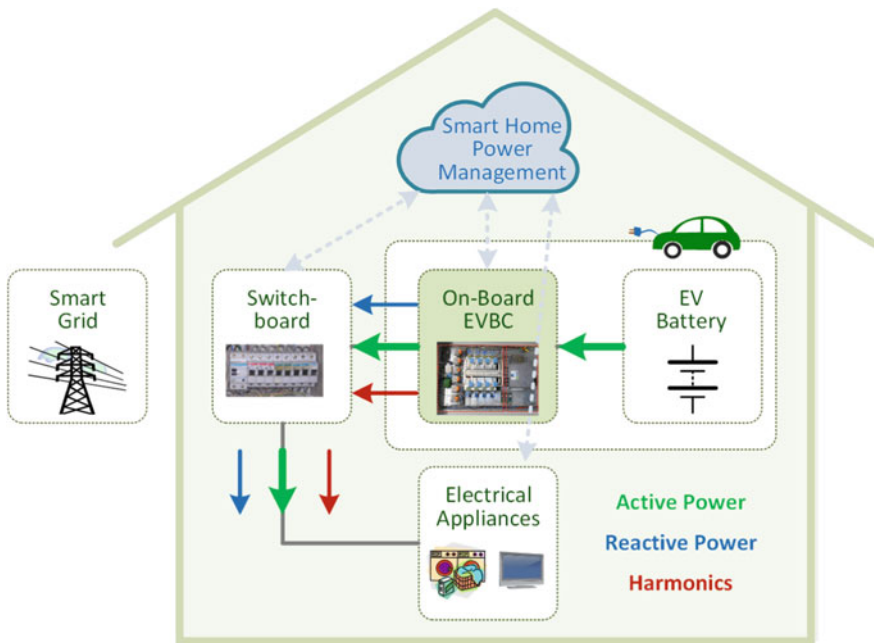 Smart Home
Power
Management
Smart
Grid
Switch-
board
On-Board
EVBC
EV
Battery
Electrical
Appliances
Active Power
Reactive Power
Harmonics